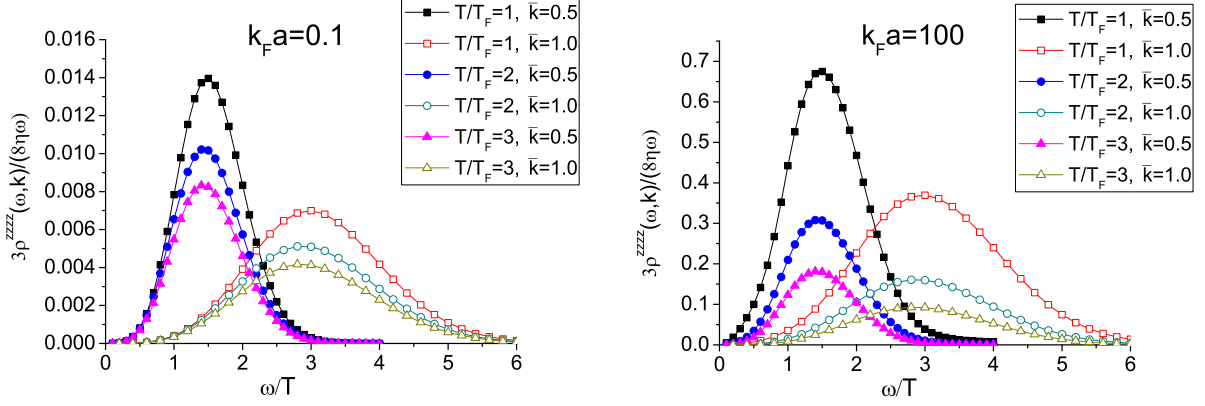 k_F a=0.1
T/T_F=1, k̄=0.5
T/T_F=1, k̄=1.0
T/T_F=2, k̄=0.5
T/T_F=2, k̄=1.0
T/T_F=3, k̄=0.5
T/T_F=3, k̄=1.0
3ρ^zzzz(ω,k)/(8ηω)
0.016
0.014
0.012
0.010
0.008
0.006
0.004
0.002
0.000
0 1 2 3 4 5 6
ω/T
k_F a=100
T/T_F=1, k̄=0.5
T/T_F=1, k̄=1.0
T/T_F=2, k̄=0.5
T/T_F=2, k̄=1.0
T/T_F=3, k̄=0.5
T/T_F=3, k̄=1.0
3ρ^zzzz(ω,k)/(8ηω)
0.7
0.6
0.5
0.4
0.3
0.2
0.1
0.0
0 1 2 3 4 5 6
ω/T